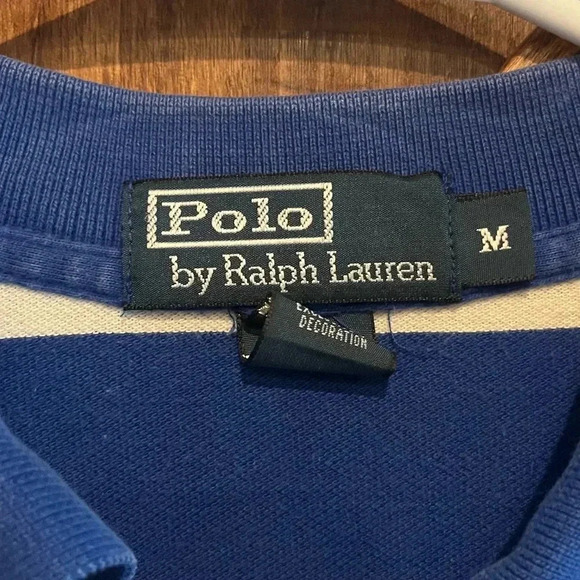 Polo
by Ralph Lauren
M
DECORATION